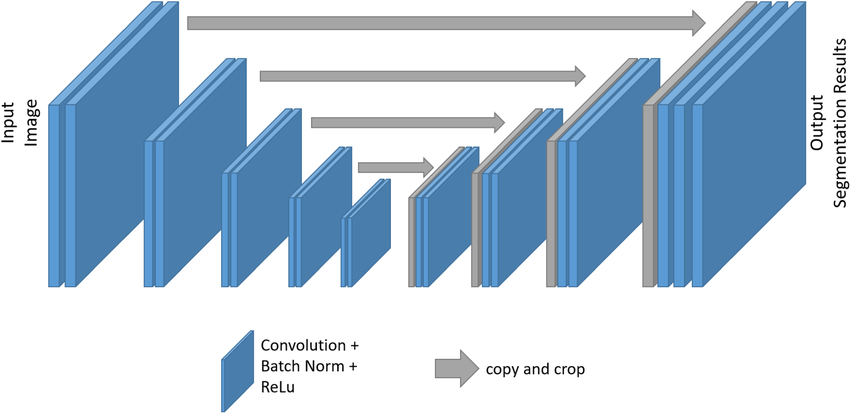 Input
Image
Output
Segmentation Results
Convolution +
Batch Norm +
ReLu
copy and crop